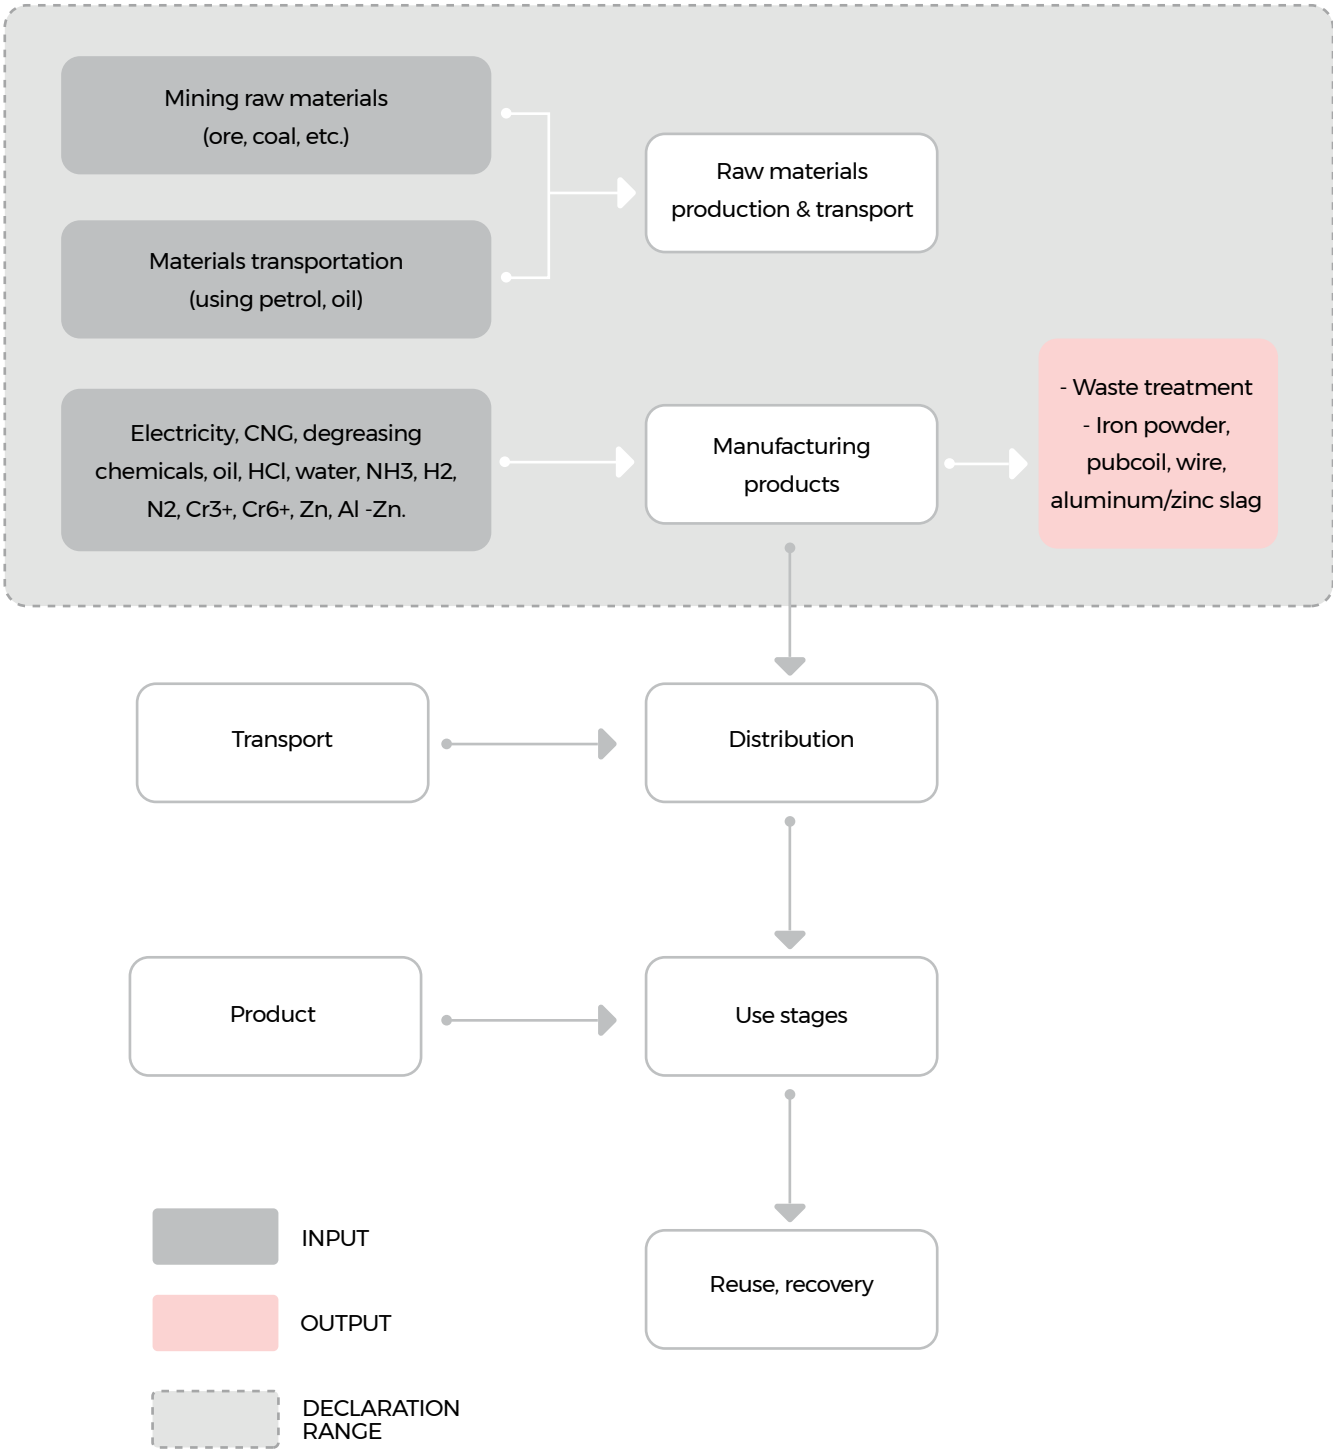 Mining raw materials
(ore, coal, etc.)
Raw materials
production & transport
Materials transportation
(using petrol, oil)
Electricity, CNG, degreasing
chemicals, oil, HCl, water, NH3, H2,
N2, Cr3+, Cr6+, Zn, Al -Zn.
Manufacturing
products
- Waste treatment
- Iron powder,
pubcoil, wire,
aluminum/zinc slag
Transport
Distribution
Product
Use stages
Reuse, recovery
INPUT
OUTPUT
DECLARATION
RANGE